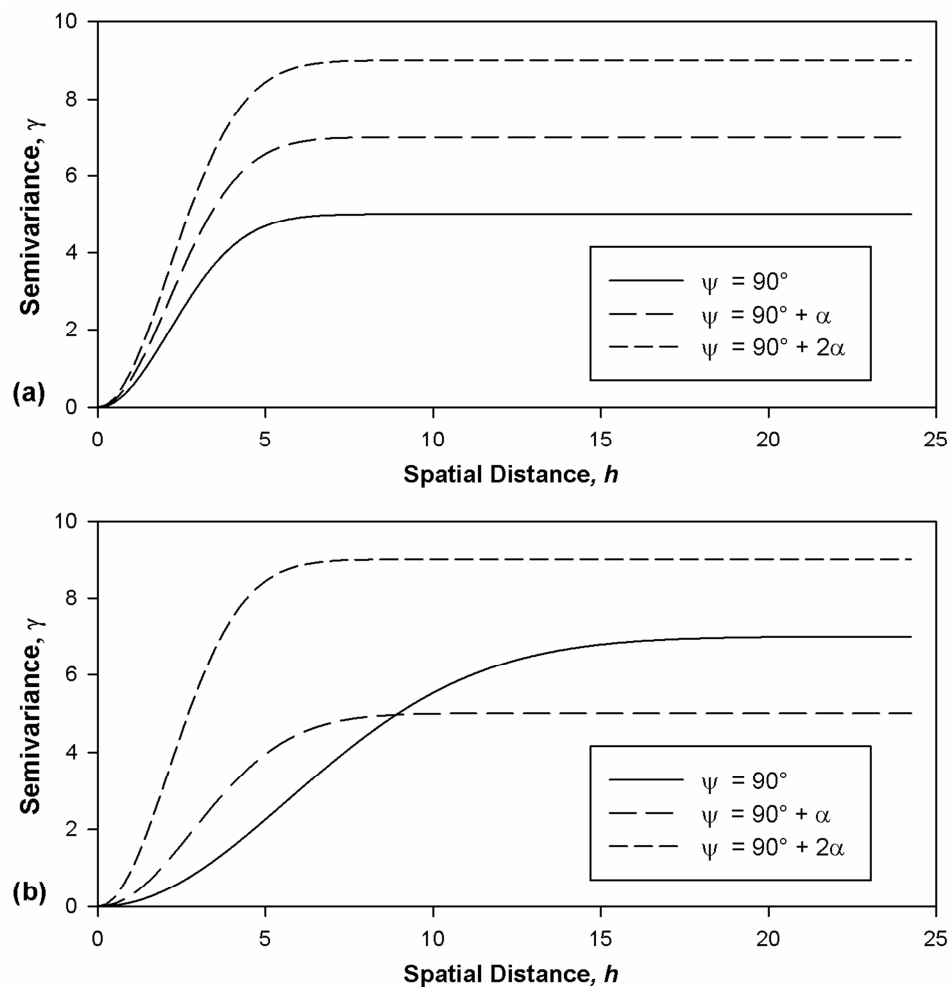 10
8
6
4
2
0
Semivariance, γ
(a)
ψ = 90°
ψ = 90° + α
ψ = 90° + 2α
0 5 10 15 20 25
Spatial Distance, h
10
8
6
4
2
0
Semivariance, γ
(b)
ψ = 90°
ψ = 90° + α
ψ = 90° + 2α
0 5 10 15 20 25
Spatial Distance, h